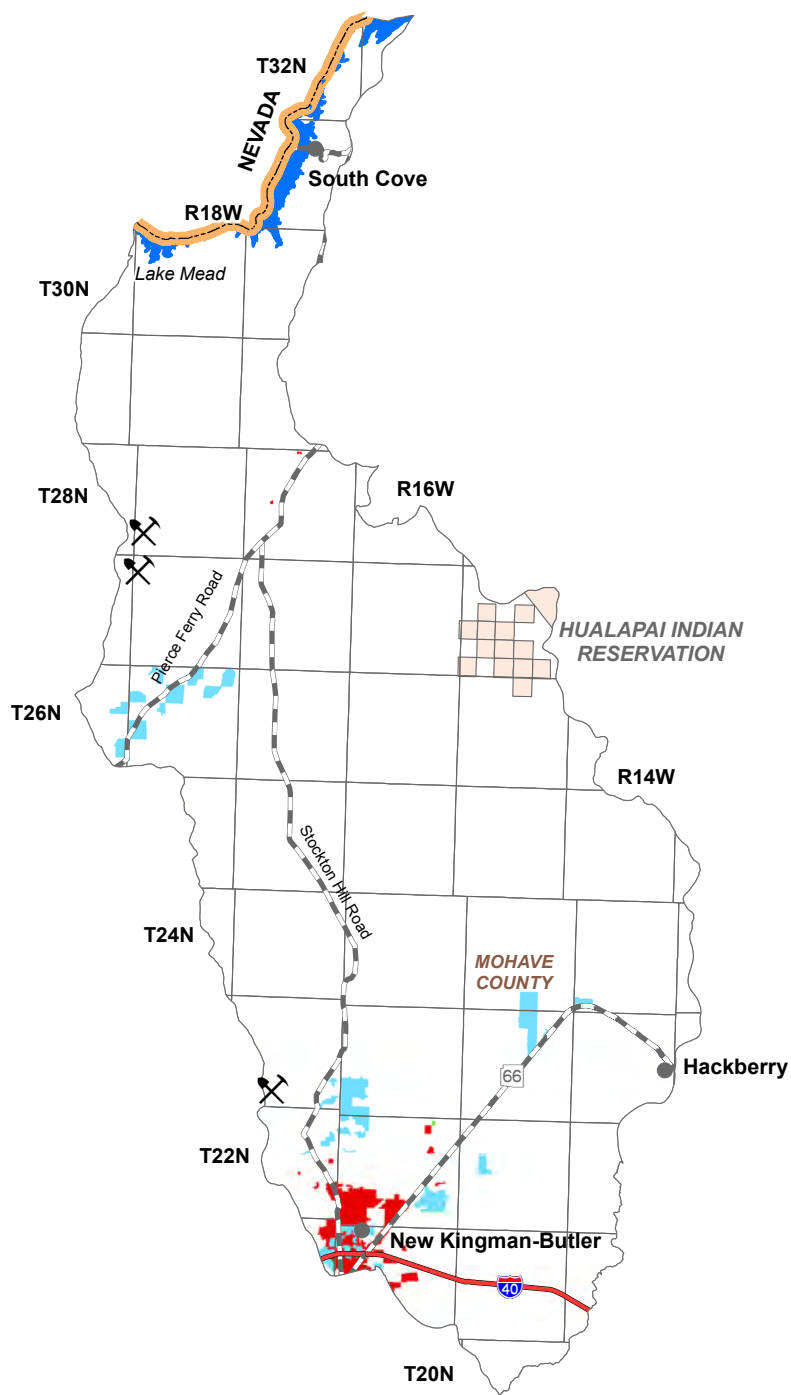 T32N
NEVADA
South Cove
R18W
Lake Mead
T30N
T28N
R16W
Pierce Ferry Road
HUALAPAI INDIAN
RESERVATION
T26N
R14W
Stockton Hill Road
T24N
MOHAVE
COUNTY
66
Hackberry
T22N
New Kingman-Butler
40
T20N